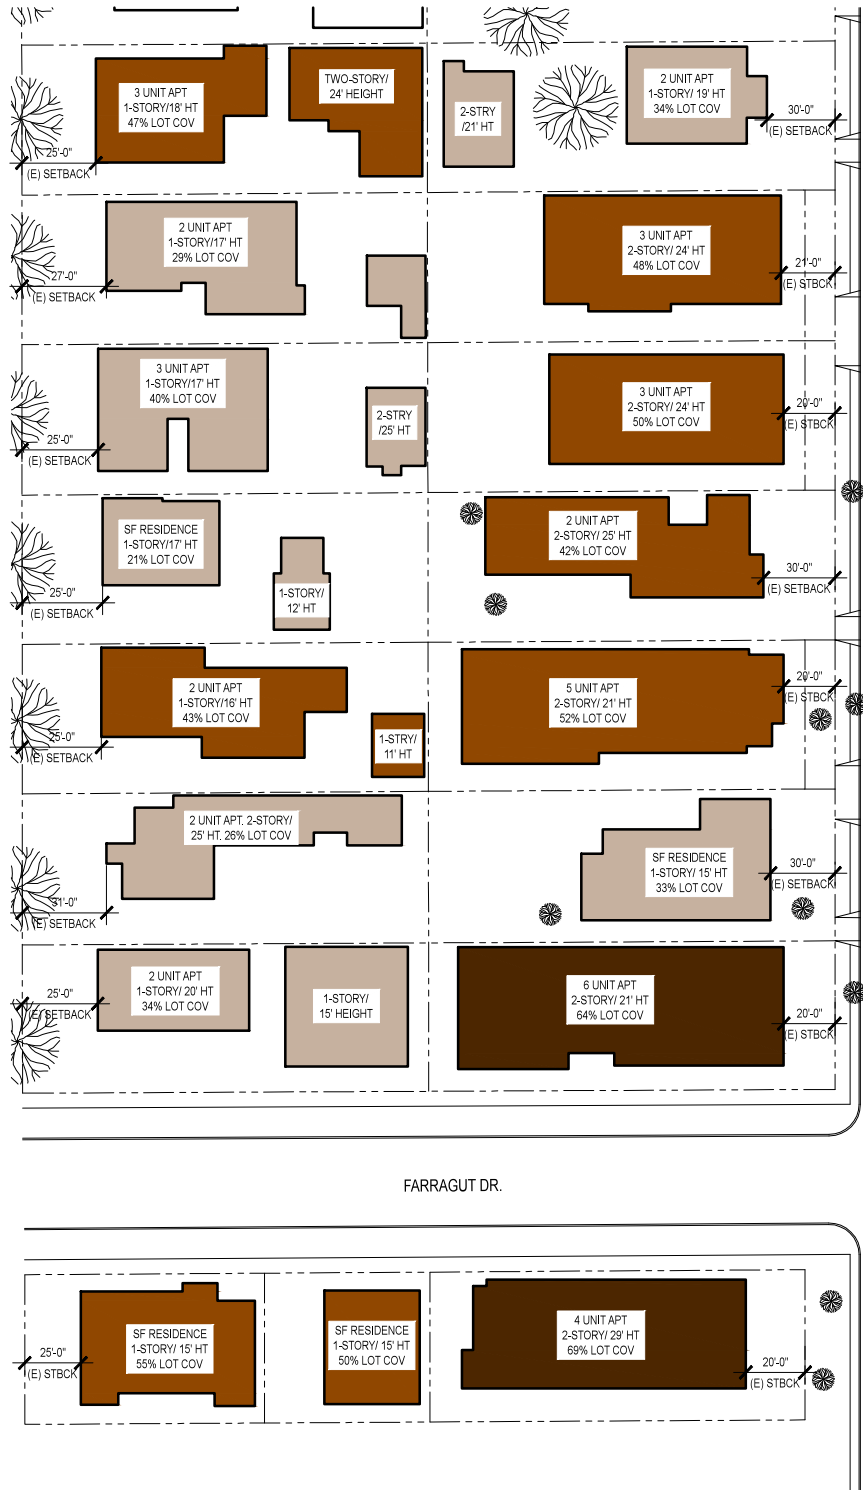 3 UNIT APT
1-STORY/18' HT
47% LOT COV
TWO-STORY/
24' HEIGHT
2-STRY
/21' HT
2 UNIT APT
1-STORY/ 19' HT
34% LOT COV
30'-0"
(E) SETBACK
25'-0"
(E) SETBACK
2 UNIT APT
1-STORY/17' HT
29% LOT COV
3 UNIT APT
2-STORY/ 24' HT
48% LOT COV
27'-0"
(E) SETBACK
21'-0"
(E) STBCK
3 UNIT APT
1-STORY/17' HT
40% LOT COV
2-STRY
/25' HT
3 UNIT APT
2-STORY/ 24' HT
50% LOT COV
20'-0"
(E) STBCK
25'-0"
(E) SETBACK
SF RESIDENCE
1-STORY/17' HT
21% LOT COV
1-STORY/
12' HT
2 UNIT APT
2-STORY/ 25' HT
42% LOT COV
30'-0"
(E) SETBACK
25'-0"
(E) SETBACK
2 UNIT APT
1-STORY/16' HT
43% LOT COV
1-STRY/
11' HT
5 UNIT APT
2-STORY/ 21' HT
52% LOT COV
20'-0"
(E) STBCK
25'-0"
(E) SETBACK
2 UNIT APT. 2-STORY/
25' HT. 26% LOT COV
SF RESIDENCE
1-STORY/ 15' HT
33% LOT COV
30'-0"
(E) SETBACK
31'-0"
(E) SETBACK
2 UNIT APT
1-STORY/ 20' HT
34% LOT COV
1-STORY/
15' HEIGHT
6 UNIT APT
2-STORY/ 21' HT
64% LOT COV
25'-0"
(E) SETBACK
20'-0"
(E) STBCK
FARRAGUT DR.
SF RESIDENCE
1-STORY/ 15' HT
55% LOT COV
SF RESIDENCE
1-STORY/ 15' HT
50% LOT COV
4 UNIT APT
2-STORY/ 29' HT
69% LOT COV
25'-0"
(E) STBCK
20'-0"
(E) STBCK